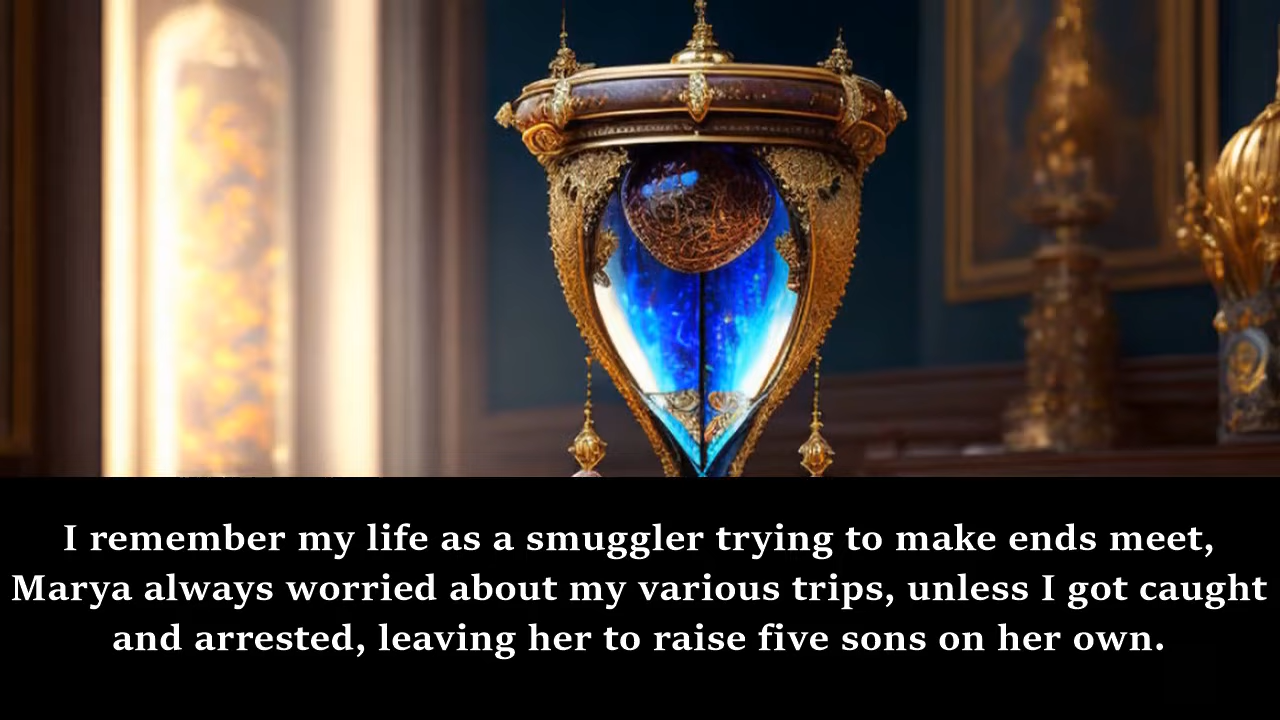 I remember my life as a smuggler trying to make ends meet,
Marya always worried about my various trips, unless I got caught
and arrested, leaving her to raise five sons on her own.